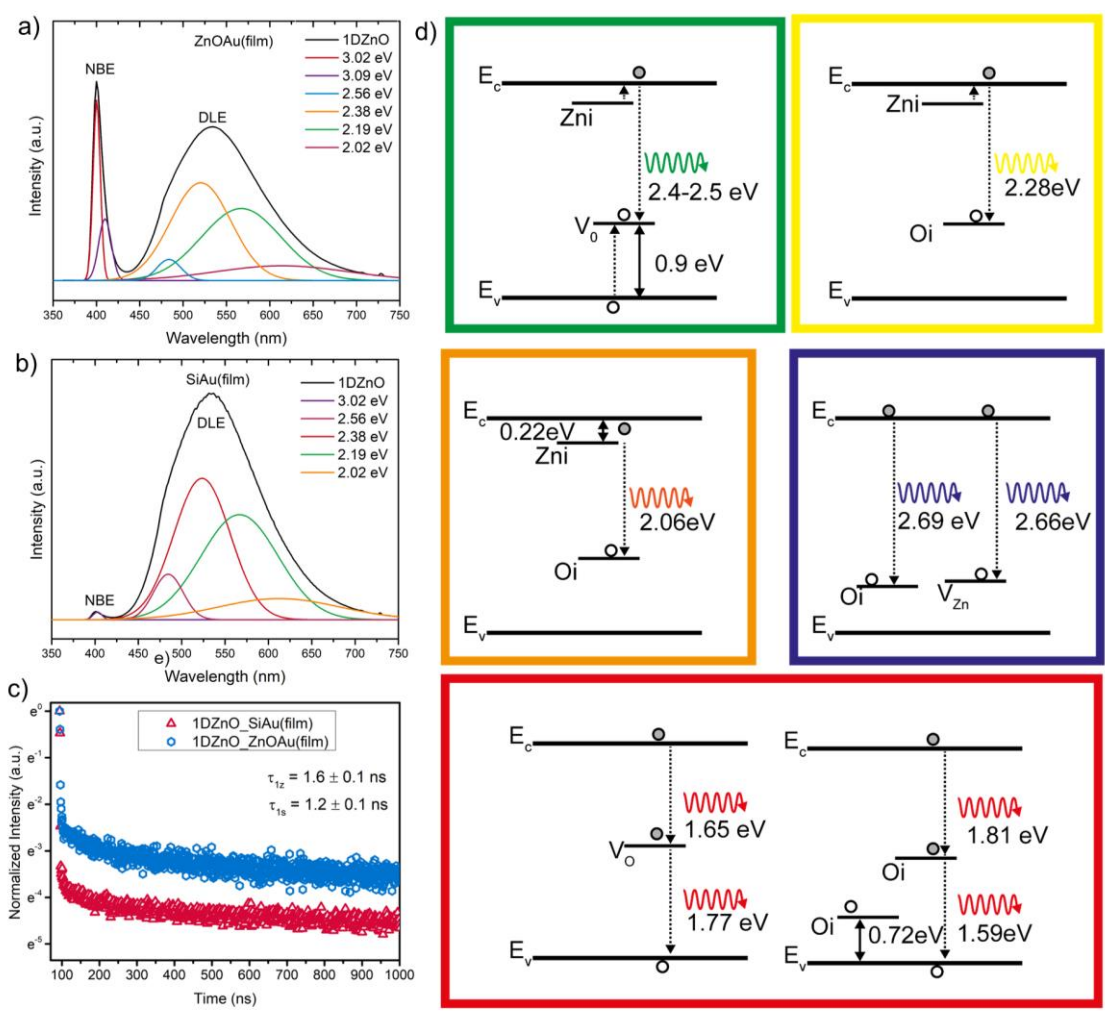 a)
ZnOAu(film)
NBE
DLE
1DZnO
3.02 eV
3.09 eV
2.56 eV
2.38 eV
2.19 eV
2.02 eV
Intensity (a.u.)
350 400 450 500 550 600 650 700 750
Wavelength (nm)
b)
SiAu(film)
NBE
DLE
1DZnO
3.02 eV
2.56 eV
2.38 eV
2.19 eV
2.02 eV
Intensity (a.u.)
350 400 450 500 550 600 650 700 750
e)
Wavelength (nm)
c)
1DZnO_SiAu(film)
1DZnO_ZnOAu(film)
τ1z = 1.6 ± 0.1 ns
τ1s = 1.2 ± 0.1 ns
e^0
e^-1
e^-2
e^-3
e^-4
e^-5
Normalized Intensity (a.u.)
100 200 300 400 500 600 700 800 900 1000
Time (ns)
d)
Ec
Zni
2.4-2.5 eV
V0
0.9 eV
Ev
Ec
Zni
2.28eV
Oi
Ev
Ec
0.22eV
Zni
2.06eV
Oi
Ev
Ec
2.69 eV
2.66eV
Oi
VZn
Ev
Ec
1.65 eV
VO
1.77 eV
Ev
Ec
1.81 eV
Oi
Oi
0.72eV
1.59eV
Ev